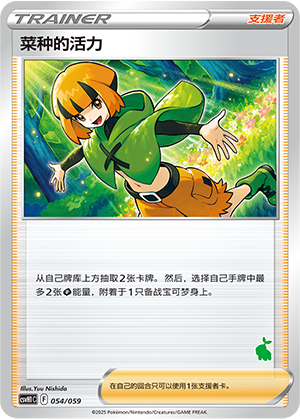 TRAINER
支援者
菜种的活力
从自己牌库上方抽取2张卡牌。然后，选择自己手牌中最
多2张能量，附着于1只备战宝可梦身上。
Illus.Yuu Nishida
在自己的回合只可以使用1张支援者卡。
F 054/059
©2025 Pokémon/Nintendo/Creatures/GAME FREAK.